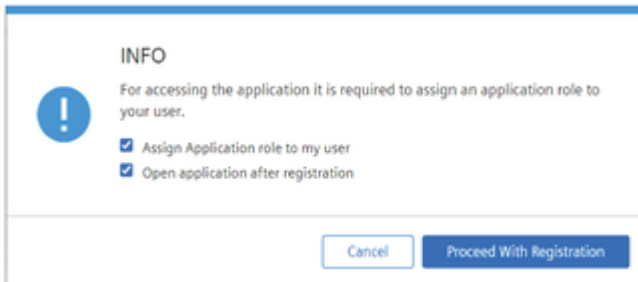 INFO
For accessing the application it is required to assign an application role to
your user.
Assign Application role to my user
Open application after registration
Cancel
Proceed With Registration